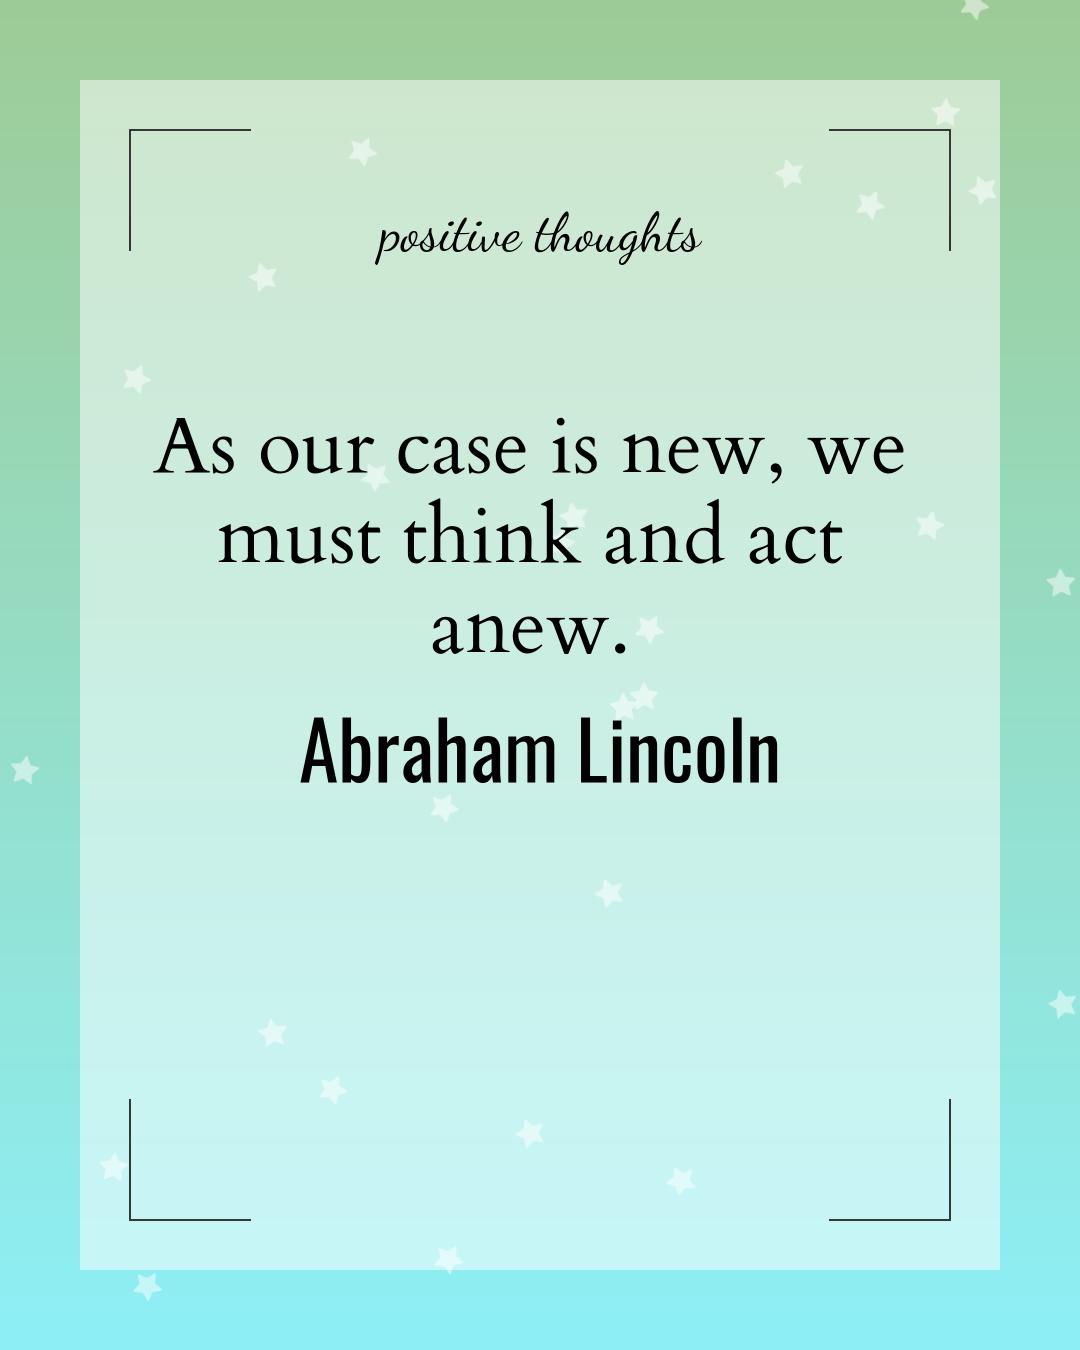 positive thoughts
As our case is new, we
must think and act
anew.
Abraham Lincoln